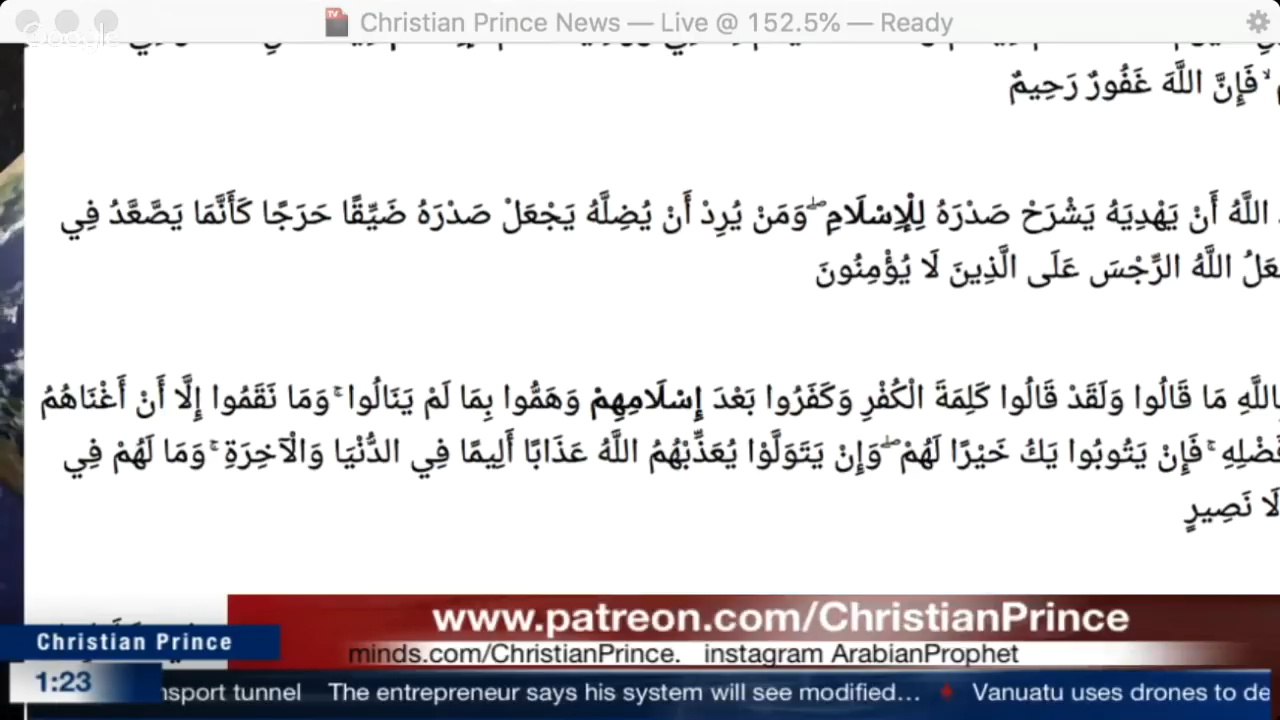 Christian Prince News — Live @ 152.5% — Ready
Google
فَإِنَّ اللَّهَ غَفُورٌ رَحِيمٌ
اللَّهُ أَنْ يَهْدِيَهُ يَشْرَحْ صَدْرَهُ لِلْإِسْلَامِ ۖ وَمَنْ يُرِدْ أَنْ يُضِلَّهُ يَجْعَلْ صَدْرَهُ ضَيِّقًا حَرَجًا كَأَنَّمَا يَصَّعَّدُ فِي
عَلُ اللَّهُ الرِّجْسَ عَلَى الَّذِينَ لَا يُؤْمِنُونَ
اللَّهِ مَا قَالُوا وَلَقَدْ قَالُوا كَلِمَةَ الْكُفْرِ وَكَفَرُوا بَعْدَ إِسْلَامِهِمْ وَهَمُّوا بِمَا لَمْ يَنَالُوا ۚ وَمَا نَقَمُوا إِلَّا أَنْ أَغْنَاهُمُ
فَضْلِهِ ۚ فَإِنْ يَتُوبُوا يَكُ خَيْرًا لَهُمْ ۖ وَإِنْ يَتَوَلَّوْا يُعَذِّبْهُمُ اللَّهُ عَذَابًا أَلِيمًا فِي الدُّنْيَا وَالْآخِرَةِ ۚ وَمَا لَهُمْ فِي
لَا نَصِيرٍ
www.patreon.com/ChristianPrince
Christian Prince
minds.com/ChristianPrince. instagram ArabianProphet
1:23
nsport tunnel The entrepreneur says his system will see modified... Vanuatu uses drones to de